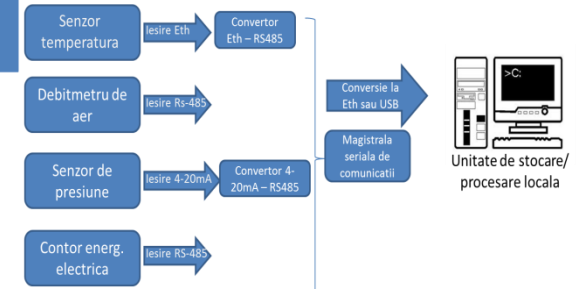 Senzor
temperatura
Iesire Eth
Convertor
Eth – RS485
Debitmetru de
aer
Iesire Rs-485
Senzor de
presiune
Iesire 4-20mA
Convertor 4-
20mA – RS485
Contor energ.
electrica
Iesire RS-485
Conversie la
Eth sau USB
Magistrala
seriala de
comunicatii
>C:
Unitate de stocare/
procesare locala